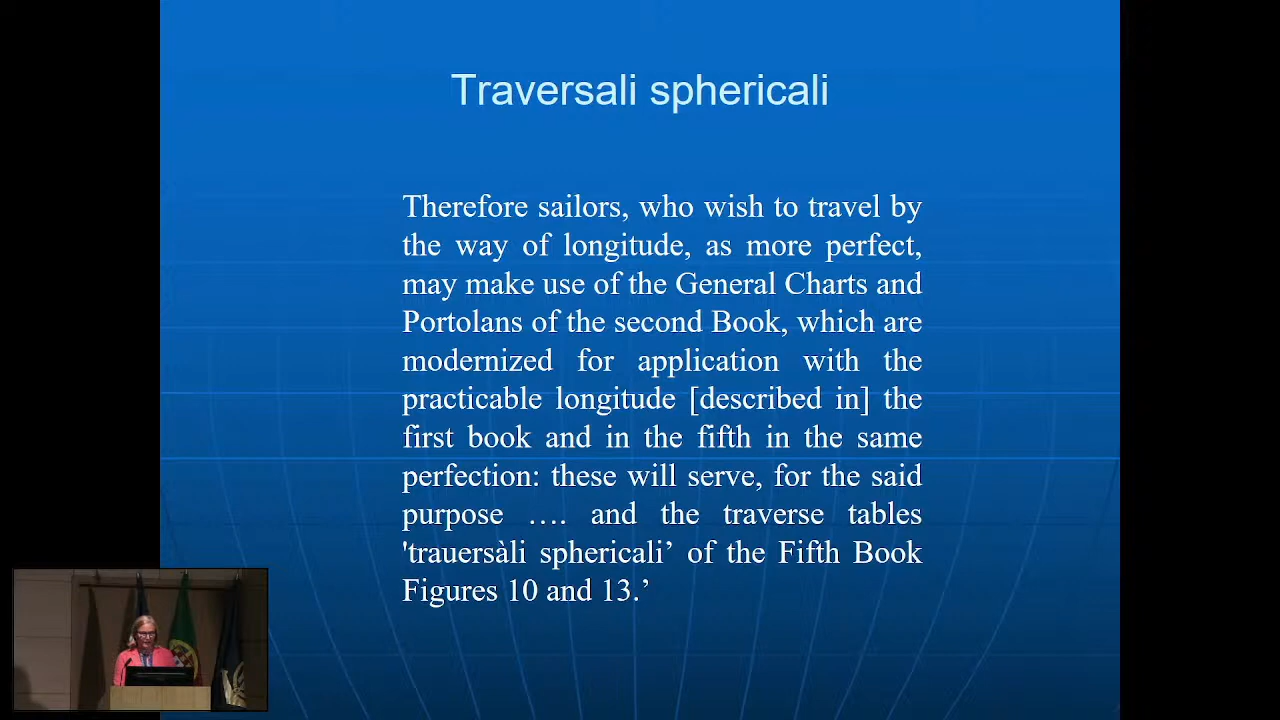 Traversali sphericali
Therefore sailors, who wish to travel by
the way of longitude, as more perfect,
may make use of the General Charts and
Portolans of the second Book, which are
modernized for application with the
practicable longitude [described in] the
first book and in the fifth in the same
perfection: these will serve, for the said
purpose …. and the traverse tables
'trauersàli sphericali’ of the Fifth Book
Figures 10 and 13.’